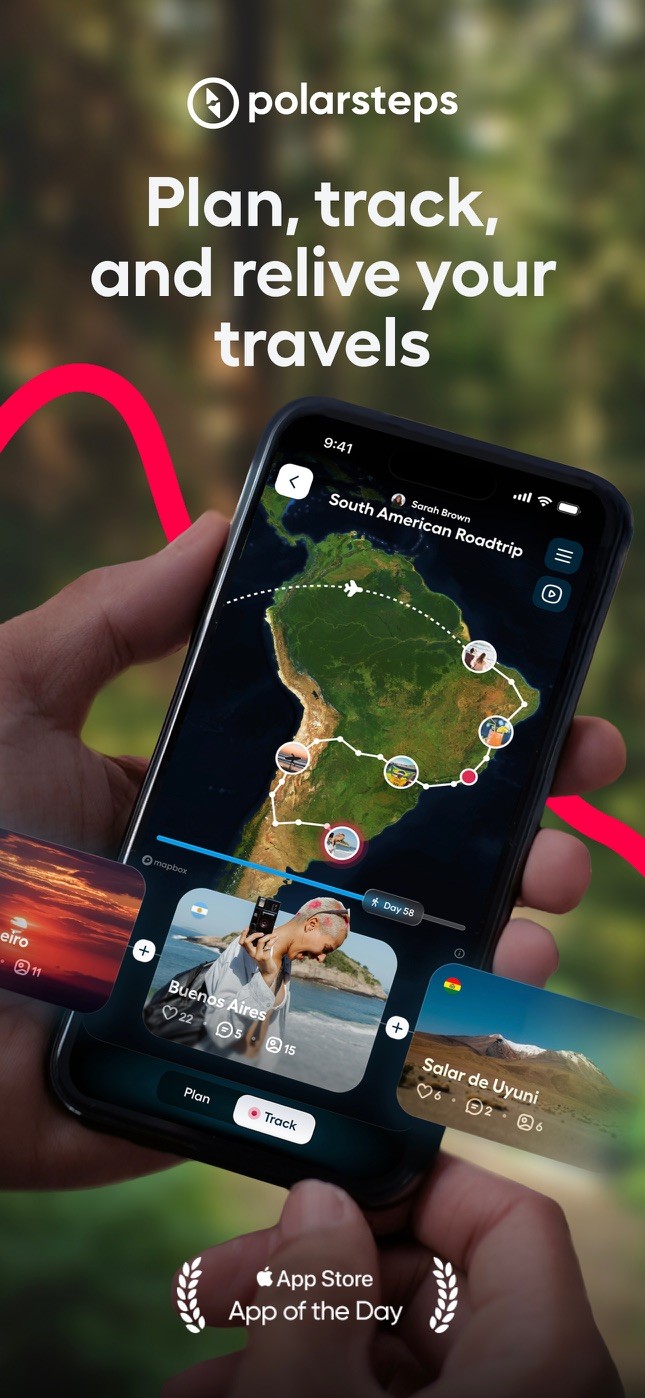 polarsteps
Plan, track,
and relive your
travels
9:41
Sarah Brown
South American Roadtrip
mapbox
Day 58
eiro
11
Buenos Aires
22
5
15
Salar de Uyuni
6
2
6
Plan
Track
App Store
App of the Day